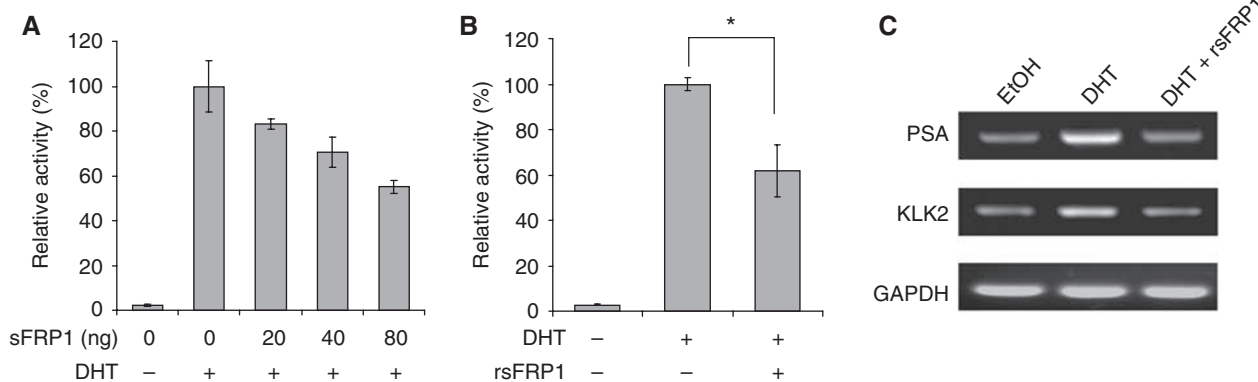 A
Relative activity (%)
120
100
80
60
40
20
0
sFRP1 (ng) 0 0 20 40 80
DHT – + + + +
B
*
Relative activity (%)
120
100
80
60
40
20
0
DHT – + +
rsFRP1 – – +
C
EtOH DHT DHT + rsFRP1
PSA
KLK2
GAPDH